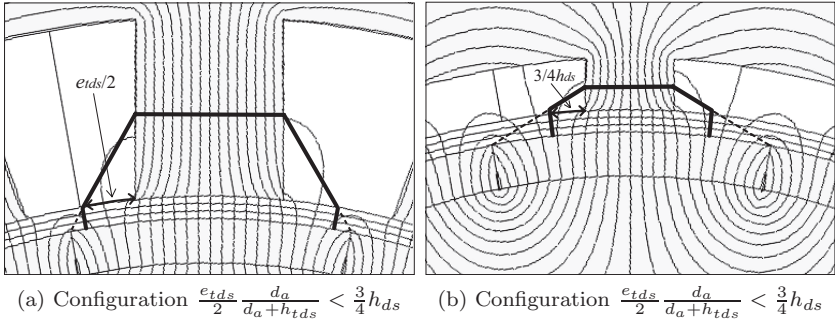 e_{tds}/2
3/4h_{ds}
(a) Configuration \frac{e_{tds}}{2} \frac{d_a}{d_a+h_{tds}} < \frac{3}{4} h_{ds}
(b) Configuration \frac{e_{tds}}{2} \frac{d_a}{d_a+h_{tds}} < \frac{3}{4} h_{ds}